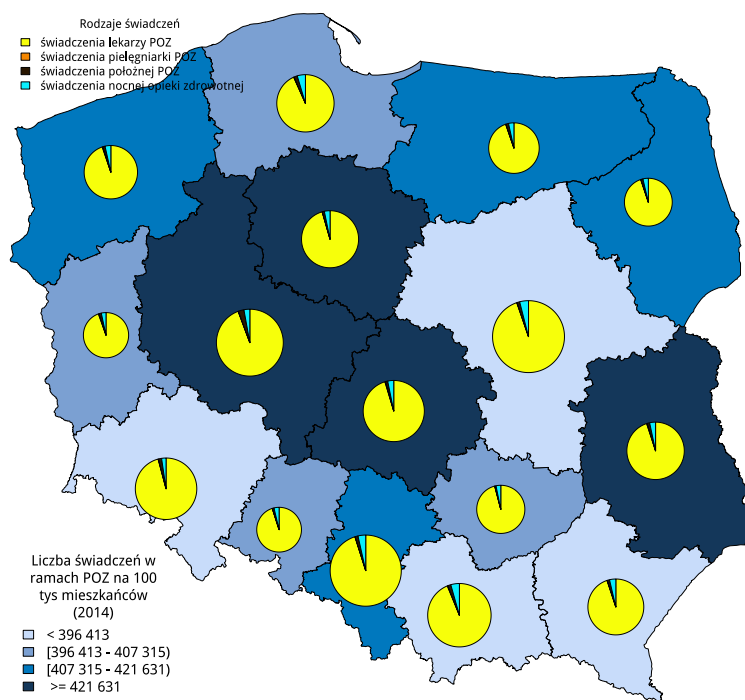 Rodzaje świadczeń
świadczenia lekarzy POZ
świadczenia pielęgniarki POZ
świadczenia położnej POZ
świadczenia nocnej opieki zdrowotnej
Liczba świadczeń w
ramach POZ na 100
tys mieszkańców
(2014)
< 396 413
[396 413 - 407 315)
[407 315 - 421 631)
>= 421 631